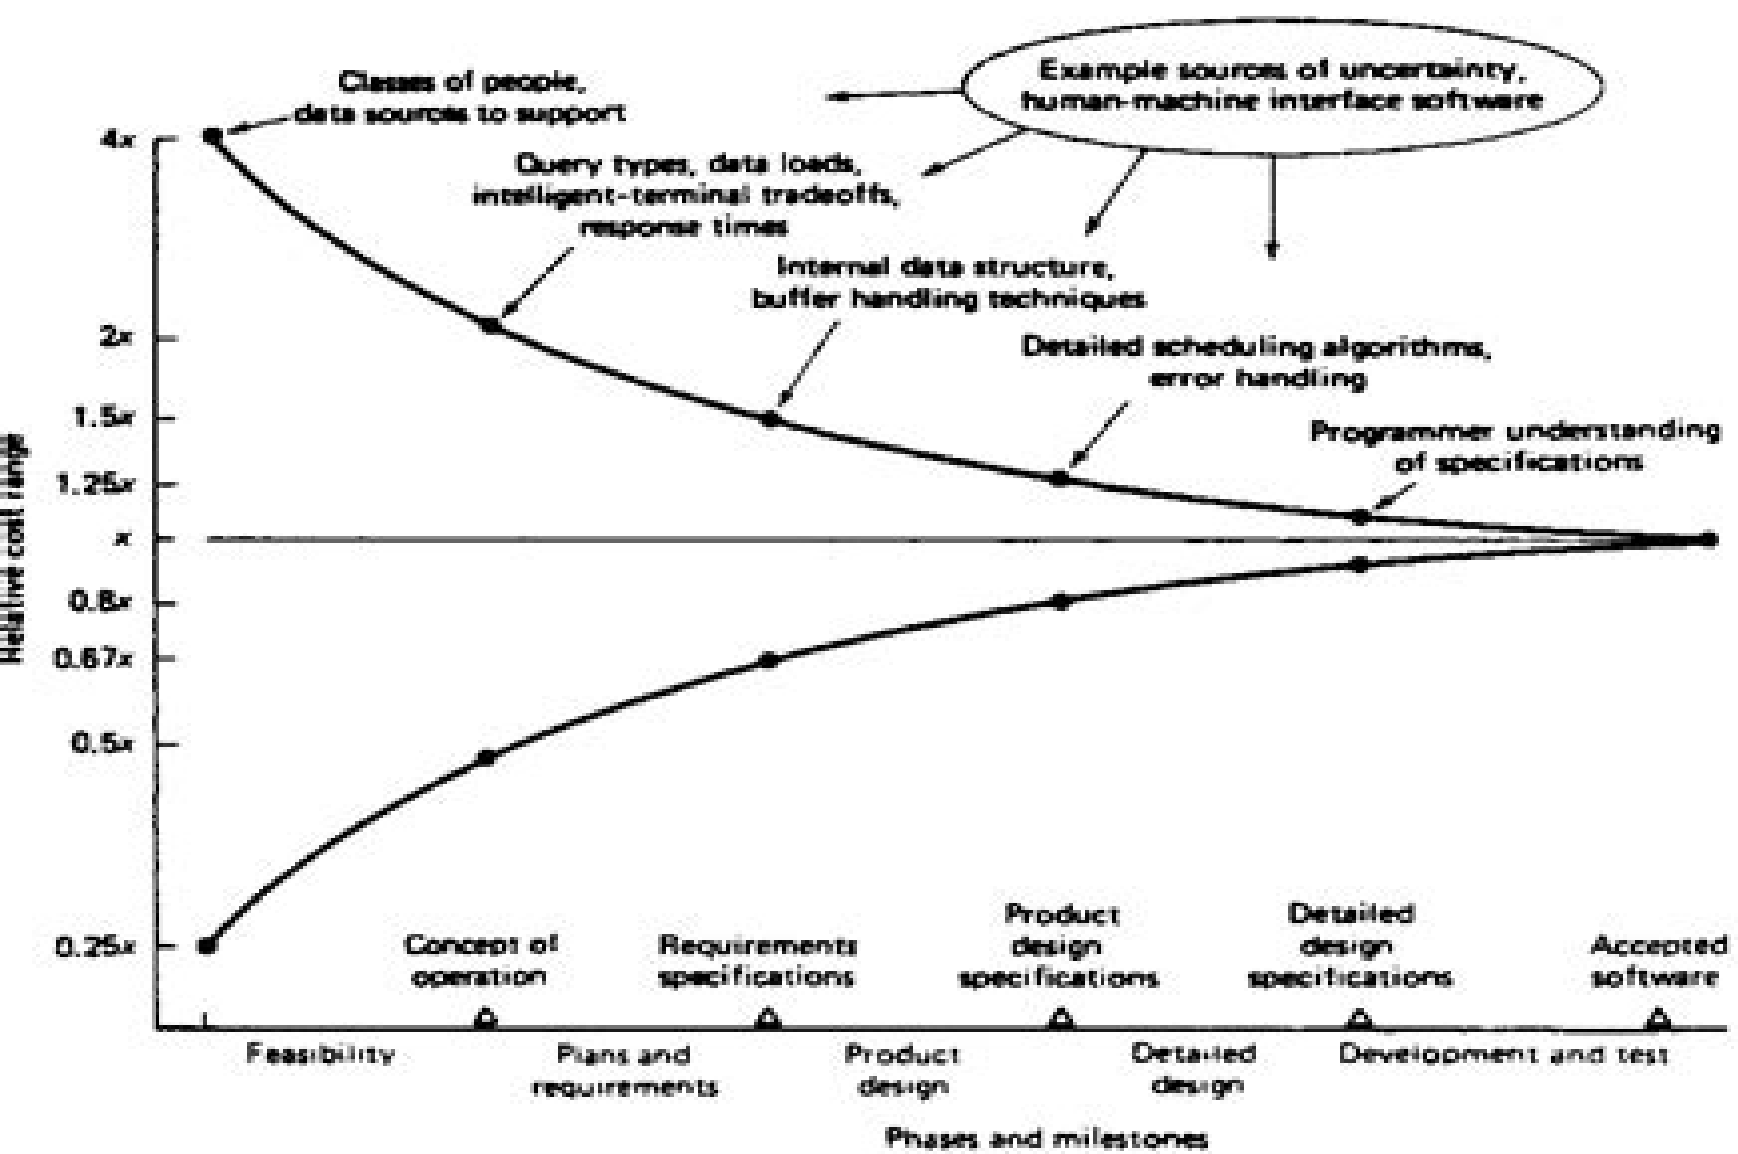 Example sources of uncertainty,
human-machine interface software
Classes of people,
data sources to support
Query types, data loads,
intelligent-terminal tradeoffs,
response times
Internal data structure,
buffer handling techniques
Detailed scheduling algorithms,
error handling
Programmer understanding
of specifications
Relative cost range
4x
2x
1.5x
1.25x
x
0.8x
0.67x
0.5x
0.25x
Concept of
operation
Requirements
specifications
Product
design
specifications
Detailed
design
specifications
Accepted
software
Feasibility
Plans and
requirements
Product
design
Detailed
design
Development and test
Phases and milestones